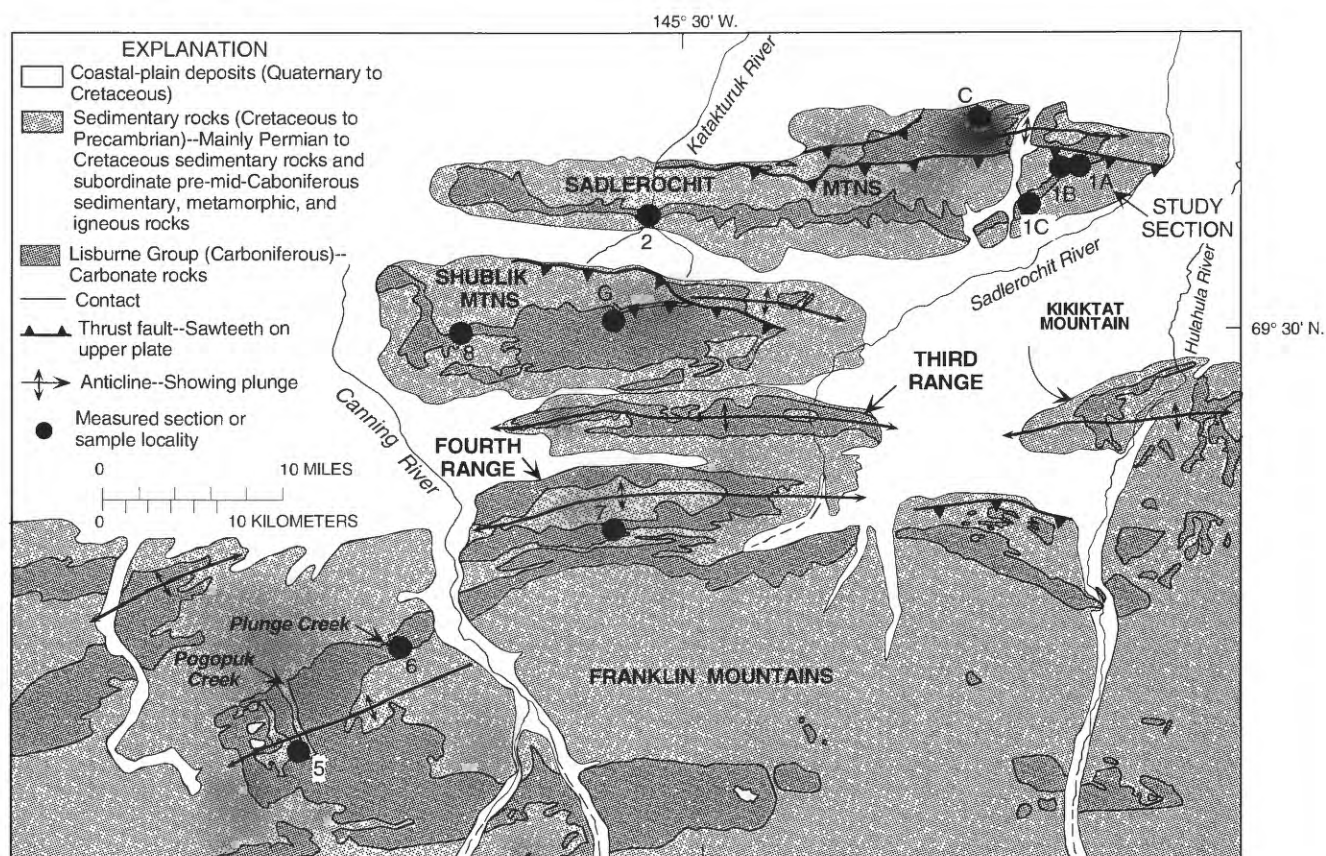 145° 30' W.
EXPLANATION
Coastal-plain deposits (Quaternary to
Cretaceous)
Sedimentary rocks (Cretaceous to
Precambrian)--Mainly Permian to
Cretaceous sedimentary rocks and
subordinate pre-mid-Caboniferous
sedimentary, metamorphic, and
igneous rocks
Lisburne Group (Carboniferous)--
Carbonate rocks
Contact
Thrust fault--Sawteeth on
upper plate
Anticline--Showing plunge
Measured section or
sample locality
0 10 MILES
0 10 KILOMETERS
Katakturuk River
C
SADLEROCHIT
MTNS
1A
1B
1C
STUDY
SECTION
2
Sadlerochit River
Hulahula River
SHUBLIK
MTNS
G
8
KIKIKTAT
MOUNTAIN
69° 30' N.
THIRD
RANGE
Canning River
FOURTH
RANGE
7
Plunge Creek
6
Pogopuk
Creek
5
FRANKLIN MOUNTAINS